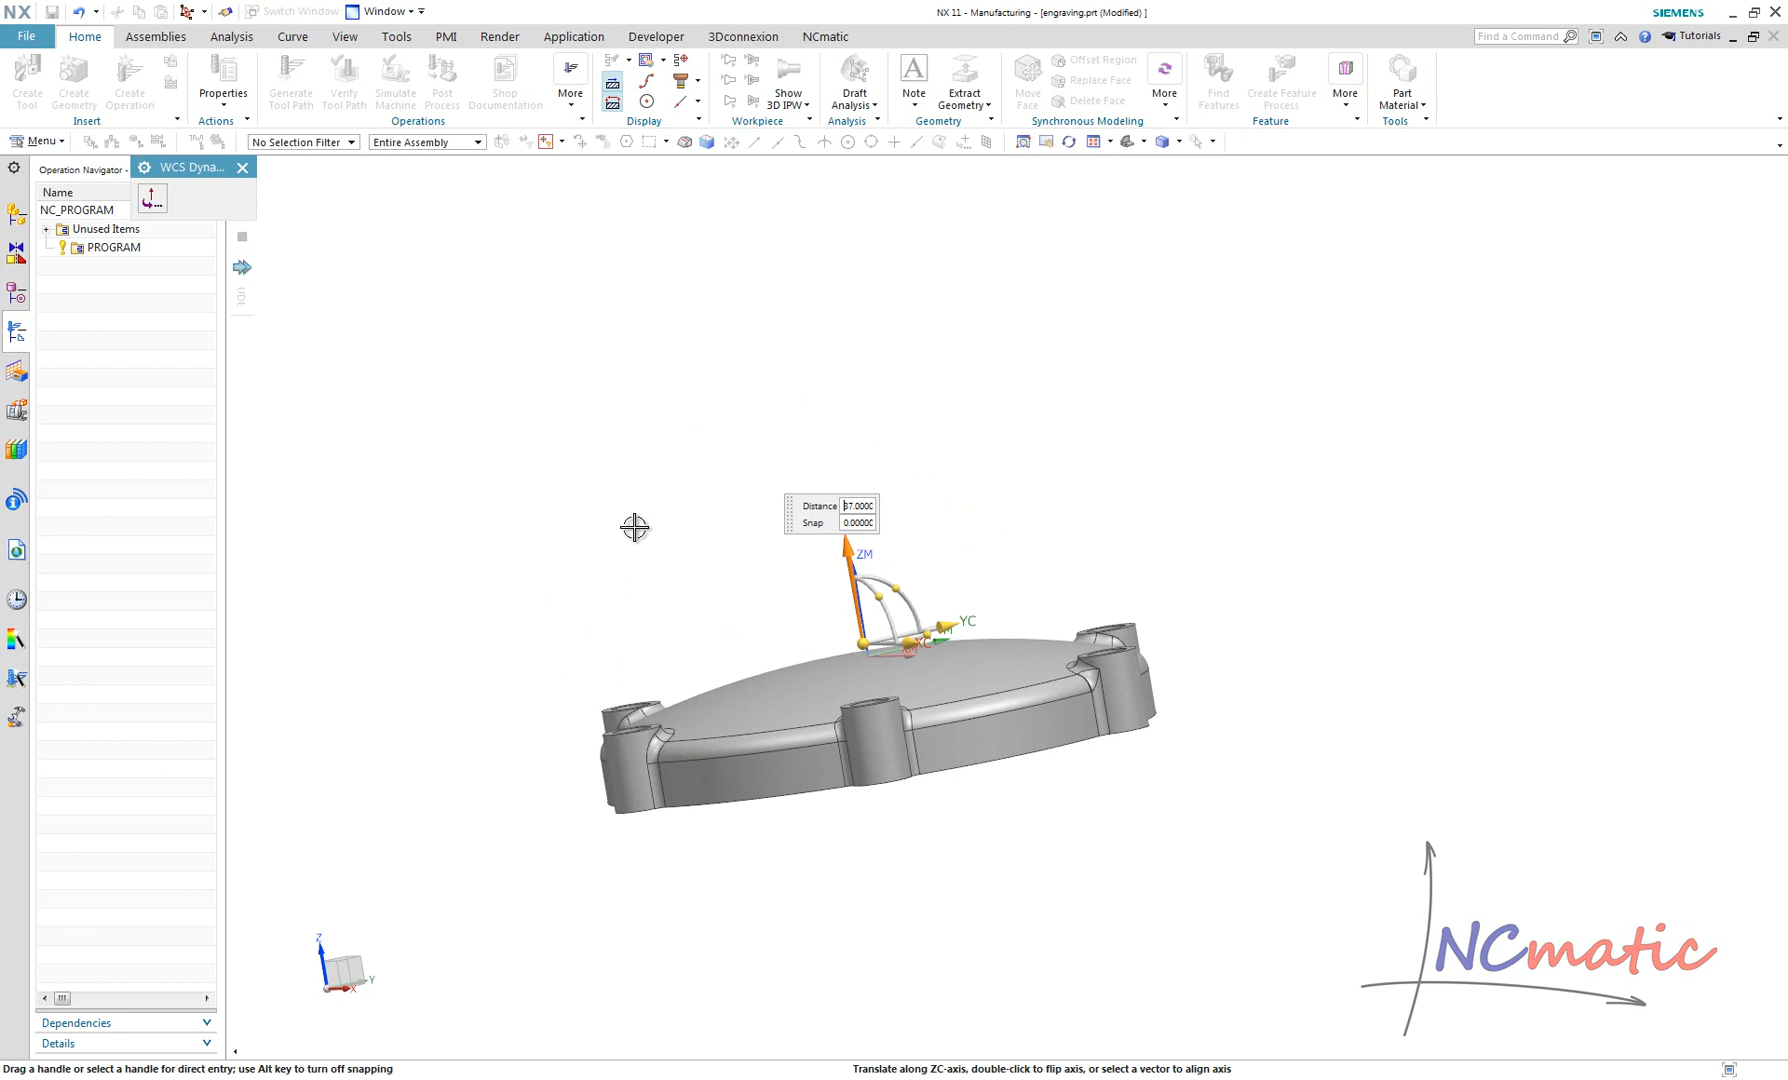 NX
Switch Window
Window
NX 11 - Manufacturing - [engraving.prt (Modified) ]
SIEMENS
File
Home
Assemblies
Analysis
Curve
View
Tools
PMI
Render
Application
Developer
3Dconnexion
NCmatic
Find a Command
Tutorials
Create Tool
Create Geometry
Create Operation
Properties
Generate Tool Path
Verify Tool Path
Simulate Machine
Post Process
Shop Documentation
More
Show 3D IPW
Draft Analysis
Note
Extract Geometry
Move Face
Offset Region
Replace Face
Delete Face
More
Find Features
Create Feature Process
More
Part Material
Insert
Actions
Operations
Display
Workpiece
Analysis
Geometry
Synchronous Modeling
Feature
Tools
Menu
No Selection Filter
Entire Assembly
Operation Navigator -
WCS Dyna...
Name
NC_PROGRAM
Unused Items
PROGRAM
UDE
Distance 37.0000
Snap 0.00000
ZM
YC
XC
XM
Z
Y
X
NCmatic
Dependencies
Details
Drag a handle or select a handle for direct entry; use Alt key to turn off snapping
Translate along ZC-axis, double-click to flip axis, or select a vector to align axis